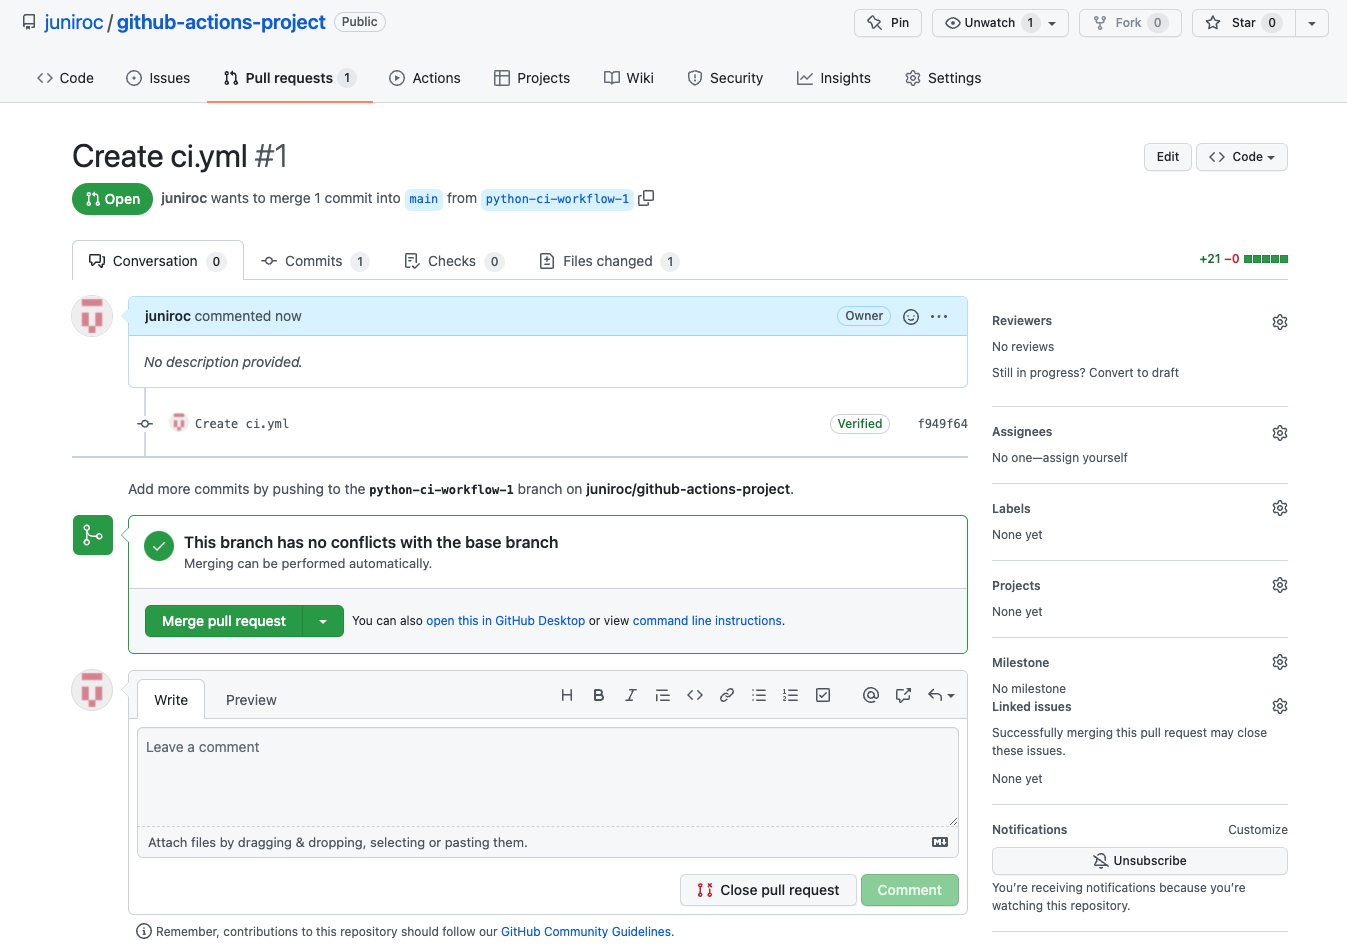 juniroc / github-actions-project Public
Pin Unwatch 1 Fork 0 Star 0
Code Issues Pull requests 1 Actions Projects Wiki Security Insights Settings
Create ci.yml #1
Edit Code
Open juniroc wants to merge 1 commit into main from python-ci-workflow-1
Conversation 0 Commits 1 Checks 0 Files changed 1
+21 −0
juniroc commented now Owner
No description provided.
Create ci.yml Verified f949f64
Add more commits by pushing to the python-ci-workflow-1 branch on juniroc/github-actions-project.
This branch has no conflicts with the base branch
Merging can be performed automatically.
Merge pull request You can also open this in GitHub Desktop or view command line instructions.
Write Preview
Leave a comment
Attach files by dragging & dropping, selecting or pasting them.
Close pull request Comment
Remember, contributions to this repository should follow our GitHub Community Guidelines.
Reviewers
No reviews
Still in progress? Convert to draft
Assignees
No one—assign yourself
Labels
None yet
Projects
None yet
Milestone
No milestone
Linked issues
Successfully merging this pull request may close
these issues.
None yet
Notifications Customize
Unsubscribe
You're receiving notifications because you're
watching this repository.